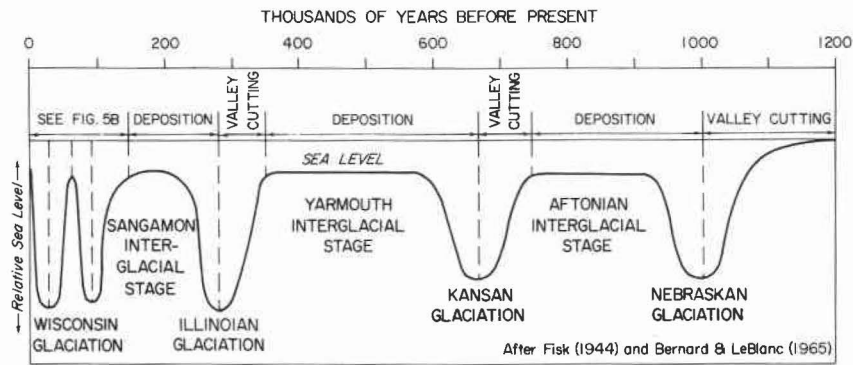 THOUSANDS OF YEARS BEFORE PRESENT
0 200 400 600 800 1000 1200
SEE FIG. 5B
DEPOSITION
VALLEY
CUTTING
DEPOSITION
VALLEY
CUTTING
DEPOSITION
VALLEY CUTTING
Relative Sea Level
SEA LEVEL
SANGAMON
INTER-
GLACIAL
STAGE
YARMOUTH
INTERGLACIAL
STAGE
AFTONIAN
INTERGLACIAL
STAGE
WISCONSIN
GLACIATION
ILLINOIAN
GLACIATION
KANSAN
GLACIATION
NEBRASKAN
GLACIATION
After Fisk (1944) and Bernard & LeBlanc (1965)